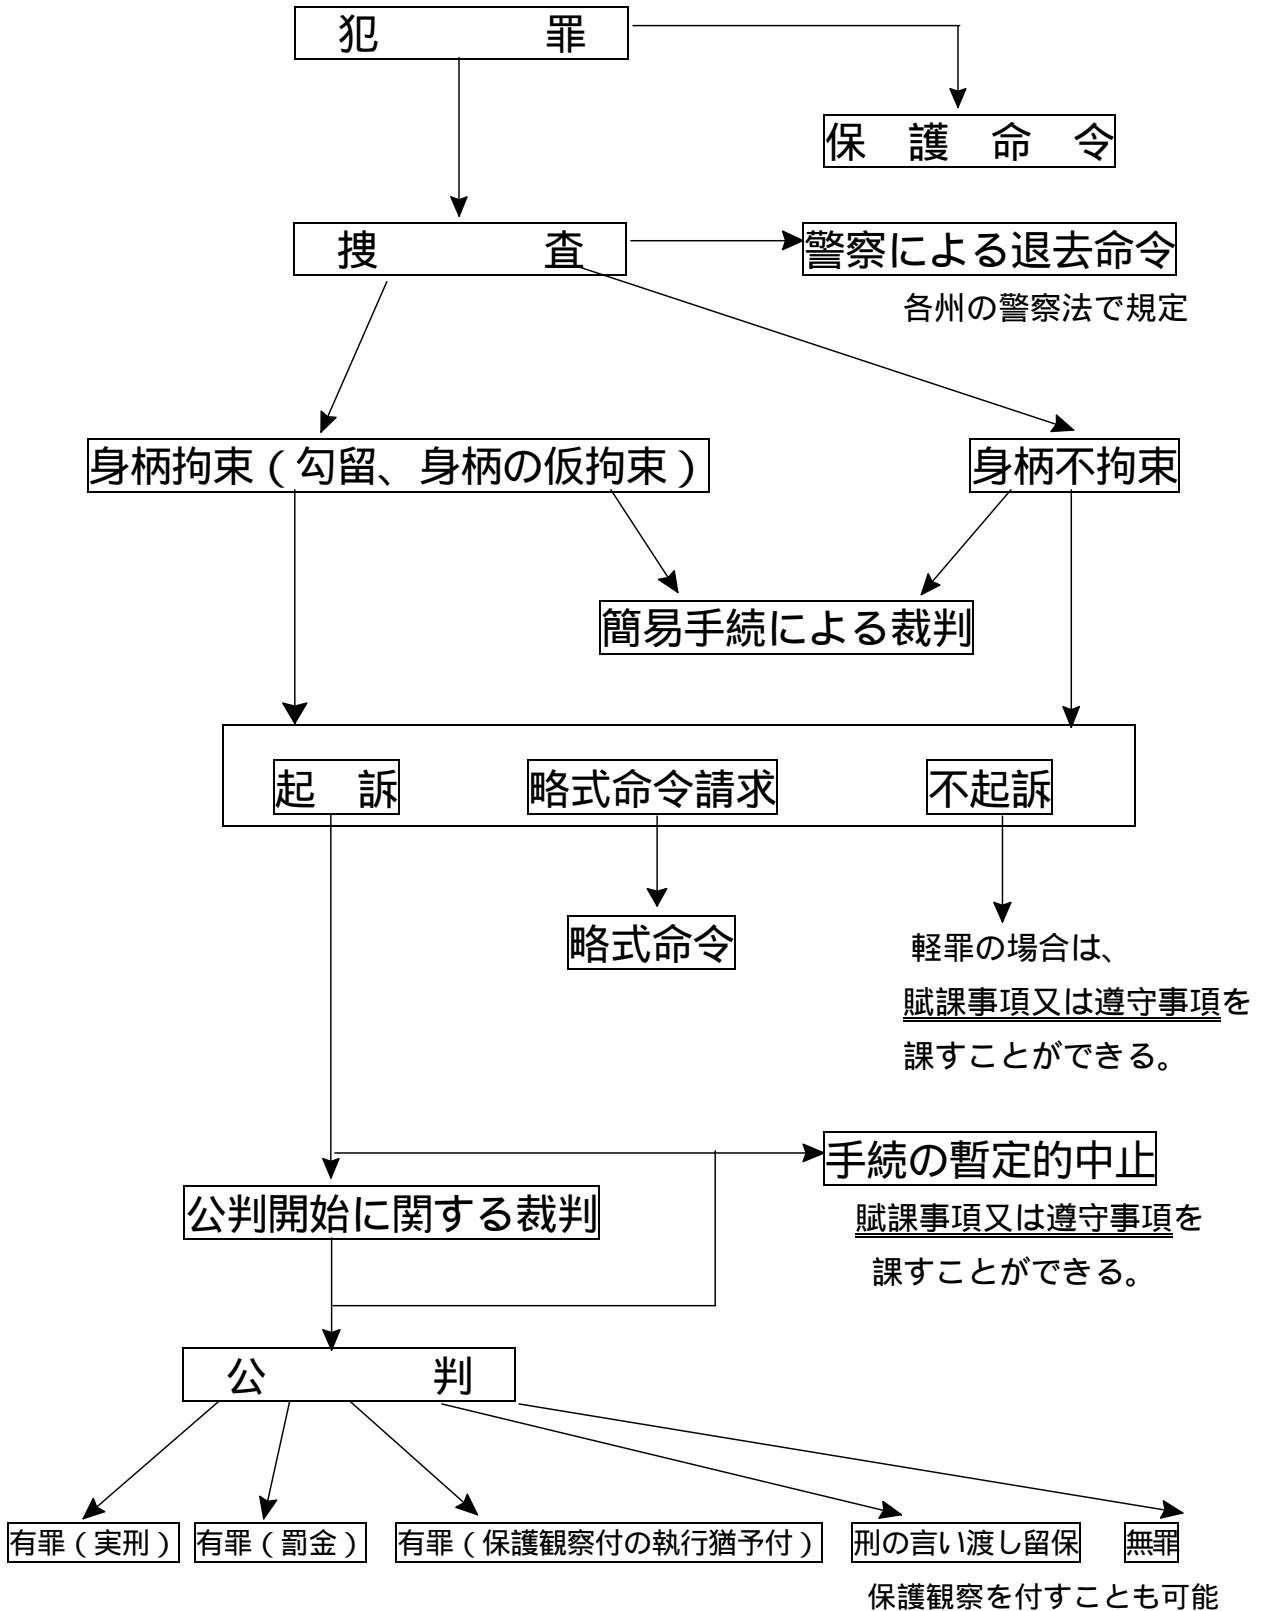 犯　　　　罪
保　護　命　令
捜　　　　査
警察による退去命令
各州の警察法で規定
身柄拘束（勾留、身柄の仮拘束）
身柄不拘束
簡易手続による裁判
起　訴
略式命令請求
不起訴
略式命令
軽罪の場合は、
賦課事項又は遵守事項を
課すことができる。
手続の暫定的中止
公判開始に関する裁判
賦課事項又は遵守事項を
課すことができる。
公　　　　判
有罪（実刑）
有罪（罰金）
有罪（保護観察付の執行猶予付）
刑の言い渡し留保
無罪
保護観察を付すことも可能